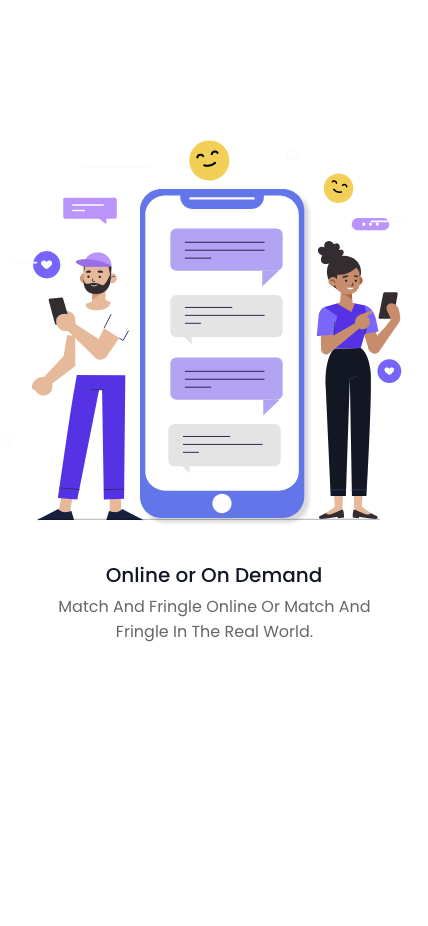 Online or On Demand
Match And Fringle Online Or Match And
Fringle In The Real World.